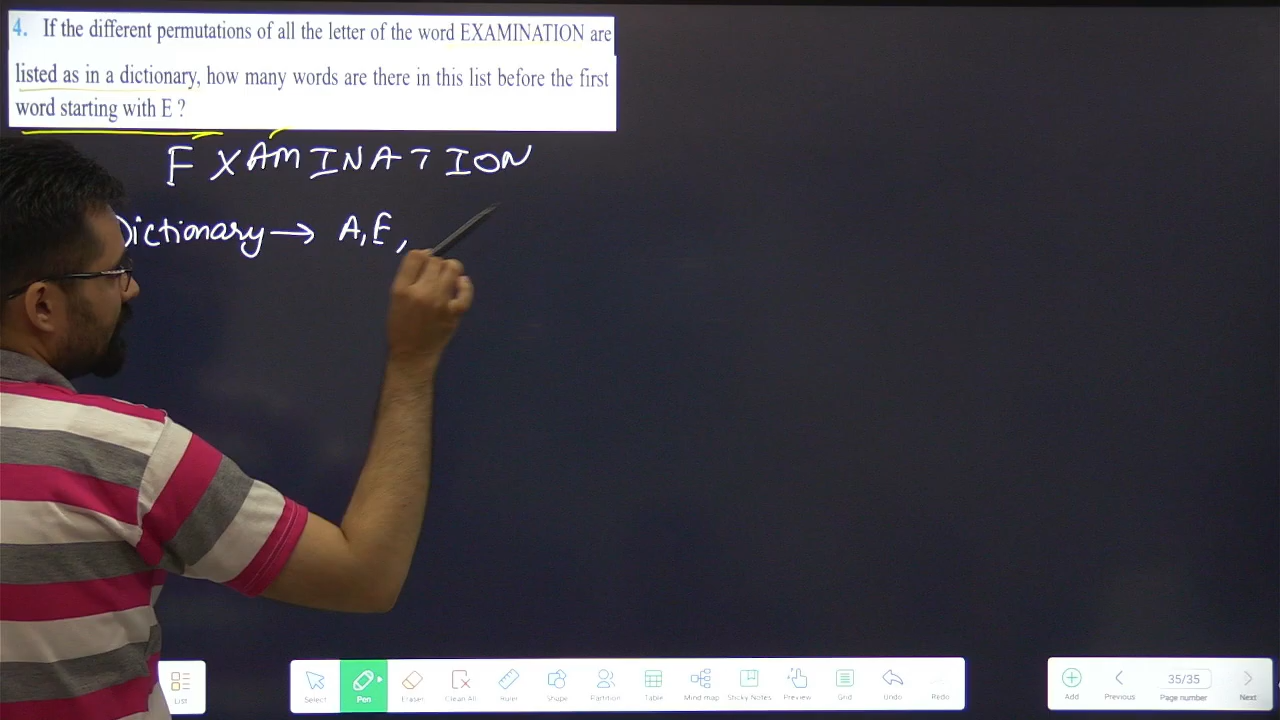 4. If the different permutations of all the letter of the word EXAMINATION are
listed as in a dictionary, how many words are there in this list before the first
word starting with E ?
EXAMINATION
Dictionary → A, E,
List
Select
Pen
Eraser
Clean All
Ruler
Shape
Partition
Table
Mind map
Sticky Notes
Preview
Grid
Undo
Redo
Add
Previous
35/35
Page number
Next